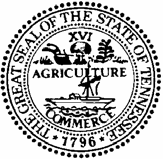 THE GREAT SEAL OF THE STATE OF TENNESSEE
XVI
AGRICULTURE
COMMERCE
1796